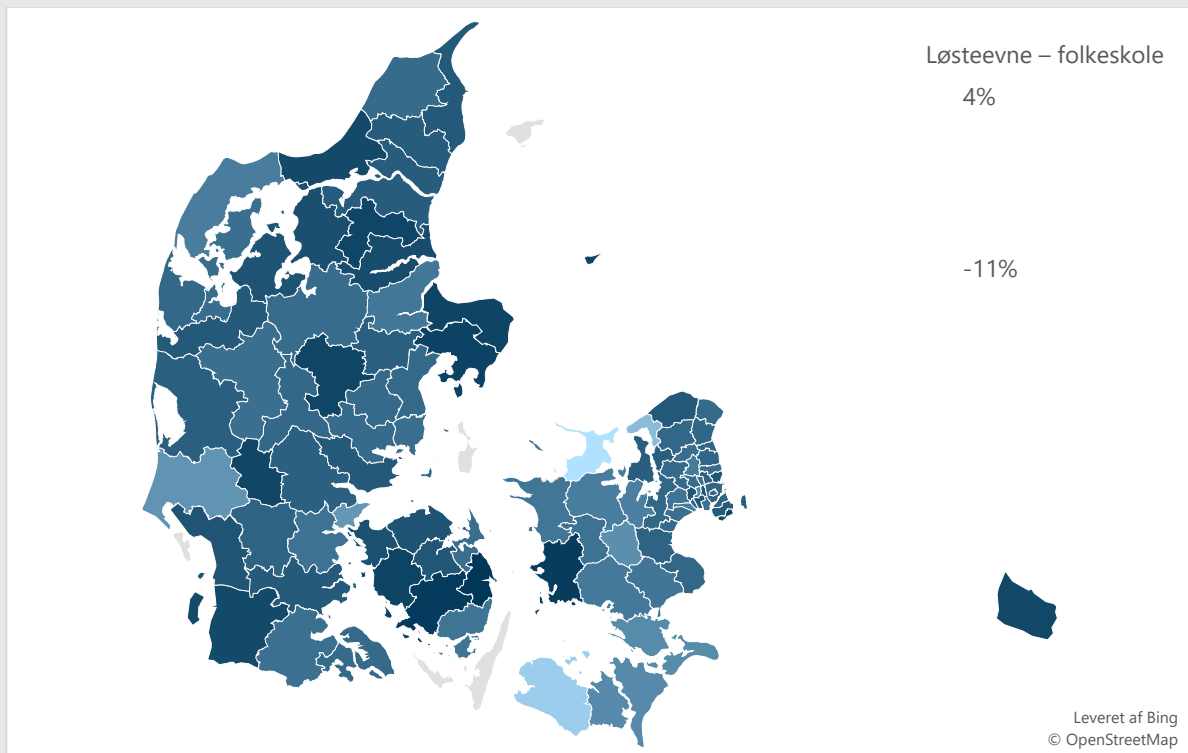 Løsteevne – folkeskole
4%
-11%
Leveret af Bing
© OpenStreetMap